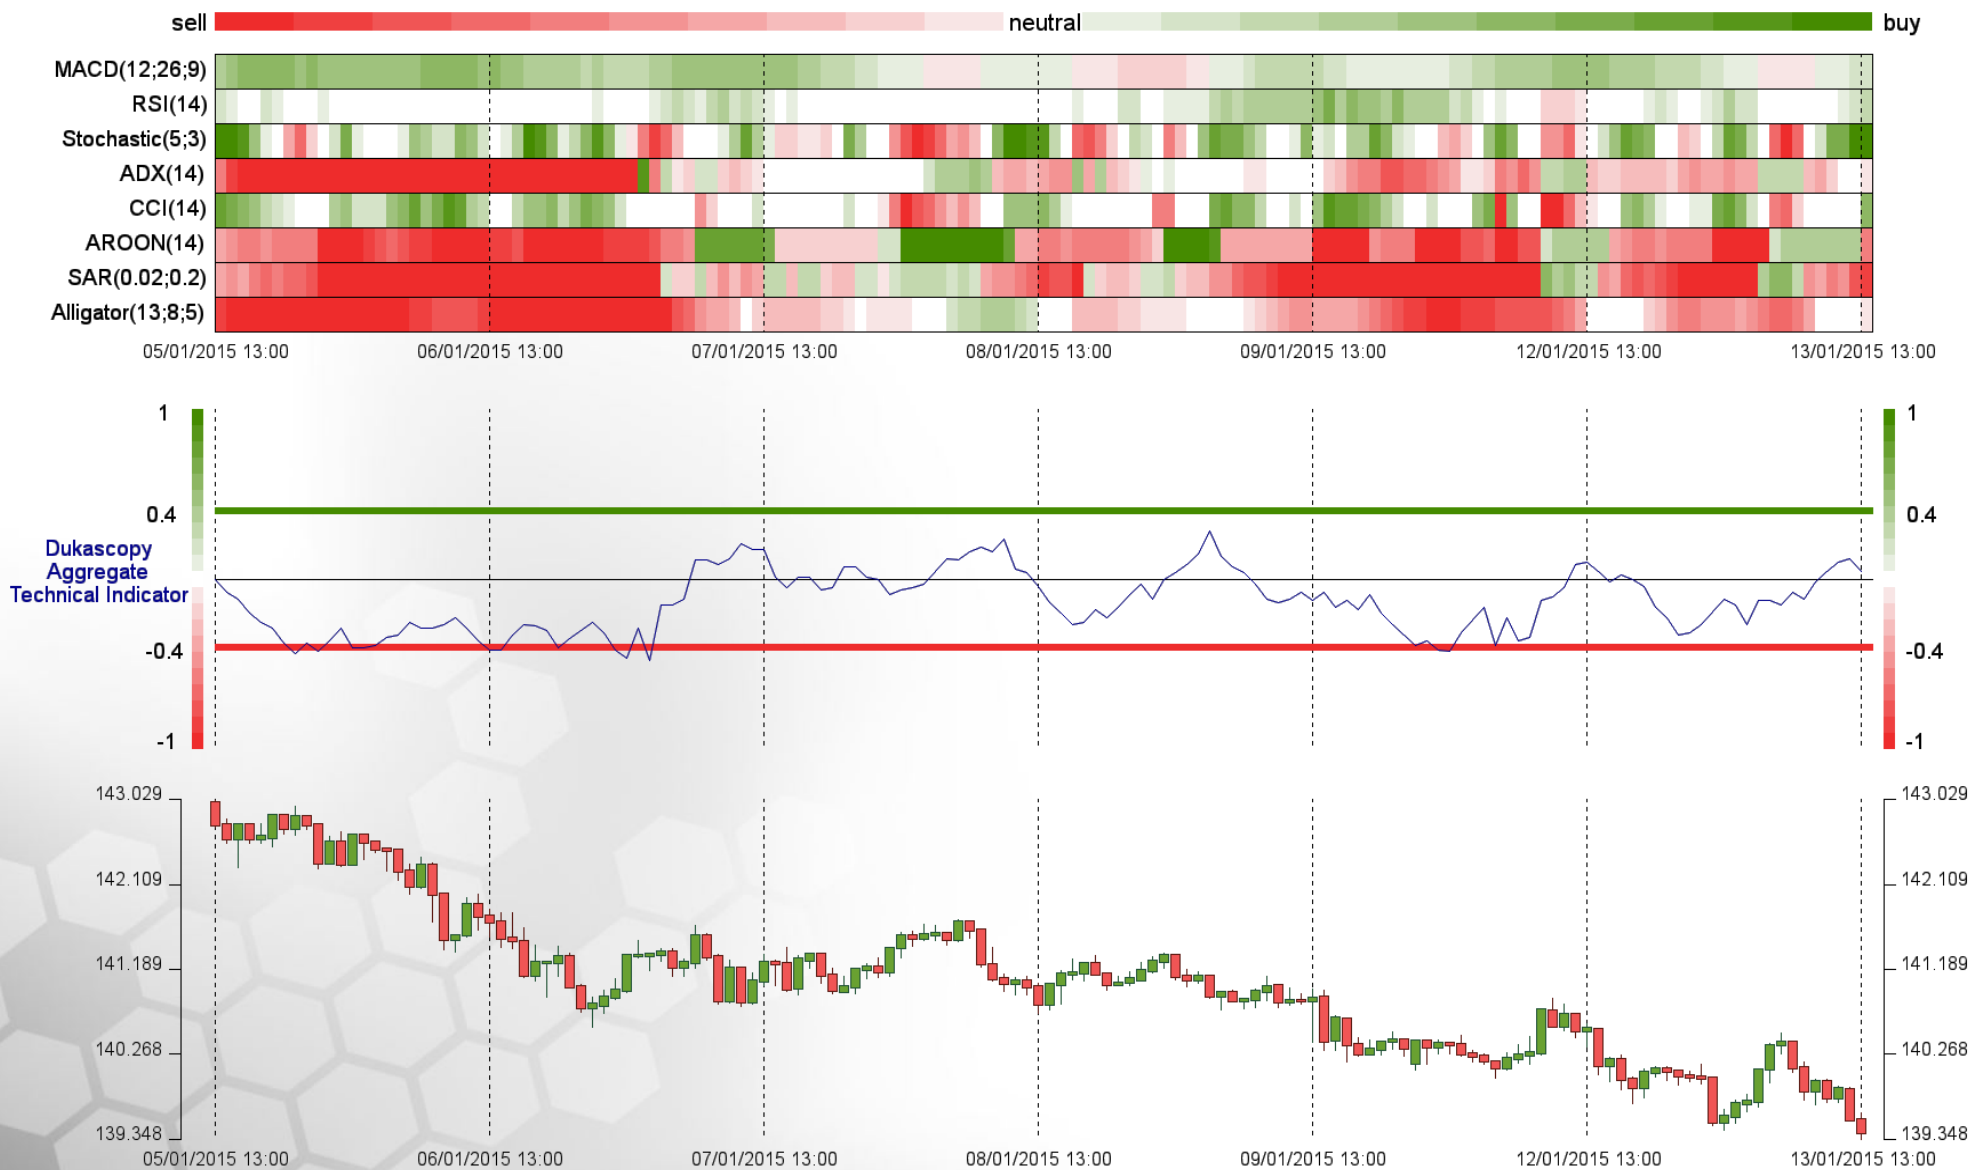 sell neutral buy
MACD(12;26;9)
RSI(14)
Stochastic(5;3)
ADX(14)
CCI(14)
AROON(14)
SAR(0.02;0.2)
Alligator(13;8;5)
05/01/2015 13:00 06/01/2015 13:00 07/01/2015 13:00 08/01/2015 13:00 09/01/2015 13:00 12/01/2015 13:00 13/01/2015 13:00
1 1
0.4 0.4
Dukascopy
Aggregate
Technical Indicator
-0.4 -0.4
-1 -1
143.029 143.029
142.109 142.109
141.189 141.189
140.268 140.268
139.348 139.348
05/01/2015 13:00 06/01/2015 13:00 07/01/2015 13:00 08/01/2015 13:00 09/01/2015 13:00 12/01/2015 13:00 13/01/2015 13:00